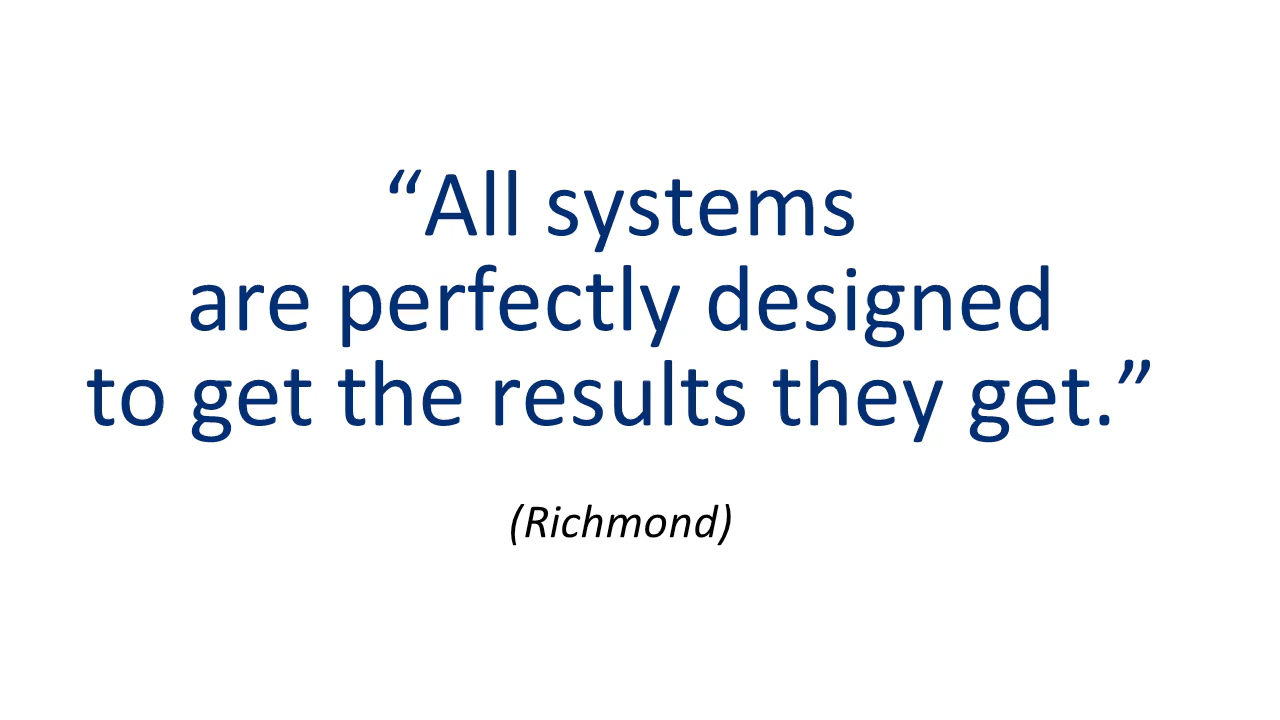 “All systems
are perfectly designed
to get the results they get.”
(Richmond)